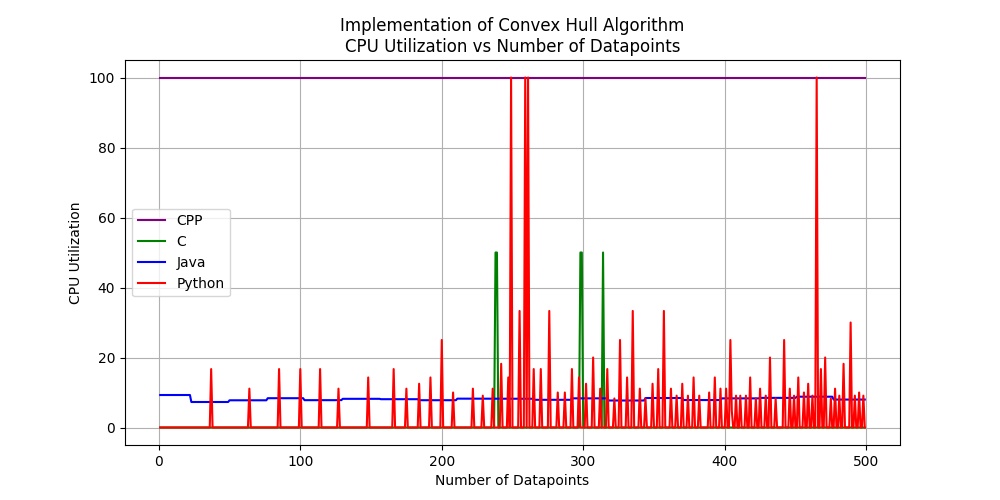 Implementation of Convex Hull Algorithm
CPU Utilization vs Number of Datapoints
100
80
60
40
20
0
CPU Utilization
CPP
C
Java
Python
0 100 200 300 400 500
Number of Datapoints